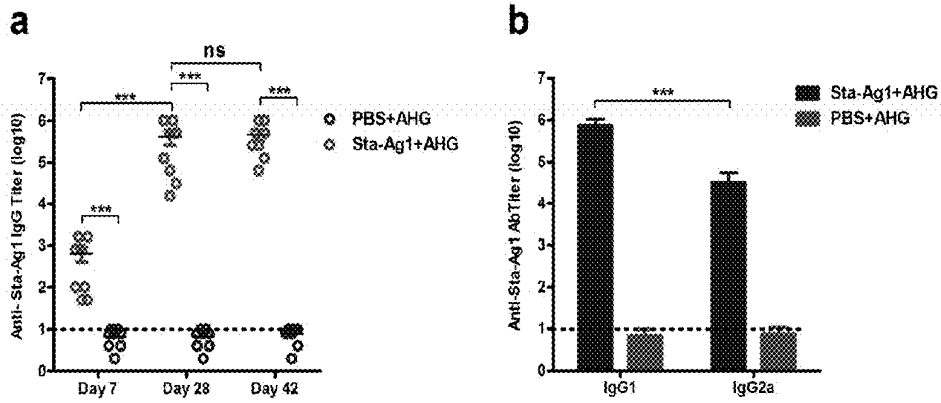 a
b
ns
***
***
***
***
***
7
6
5
4
3
2
1
0
Anti- Sta-Ag1 IgG Titer (log10)
Day 7
Day 28
Day 42
PBS+AHG
Sta-Ag1+AHG
7
6
5
4
3
2
1
0
Anti-Sta-Ag1 AbTiter (log10)
IgG1
IgG2a
Sta-Ag1+AHG
PBS+AHG